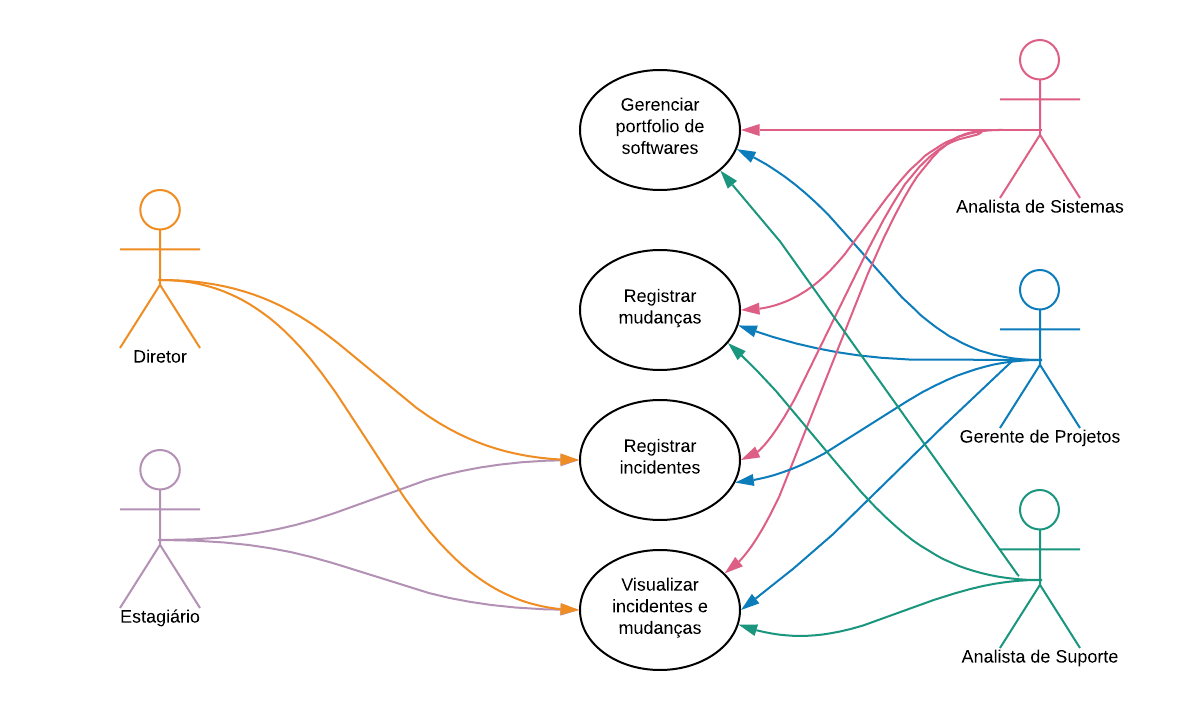 Gerenciar
portfolio de
softwares
Analista de Sistemas
Registrar
mudanças
Diretor
Gerente de Projetos
Registrar
incidentes
Estagiário
Visualizar
incidentes e
mudanças
Analista de Suporte